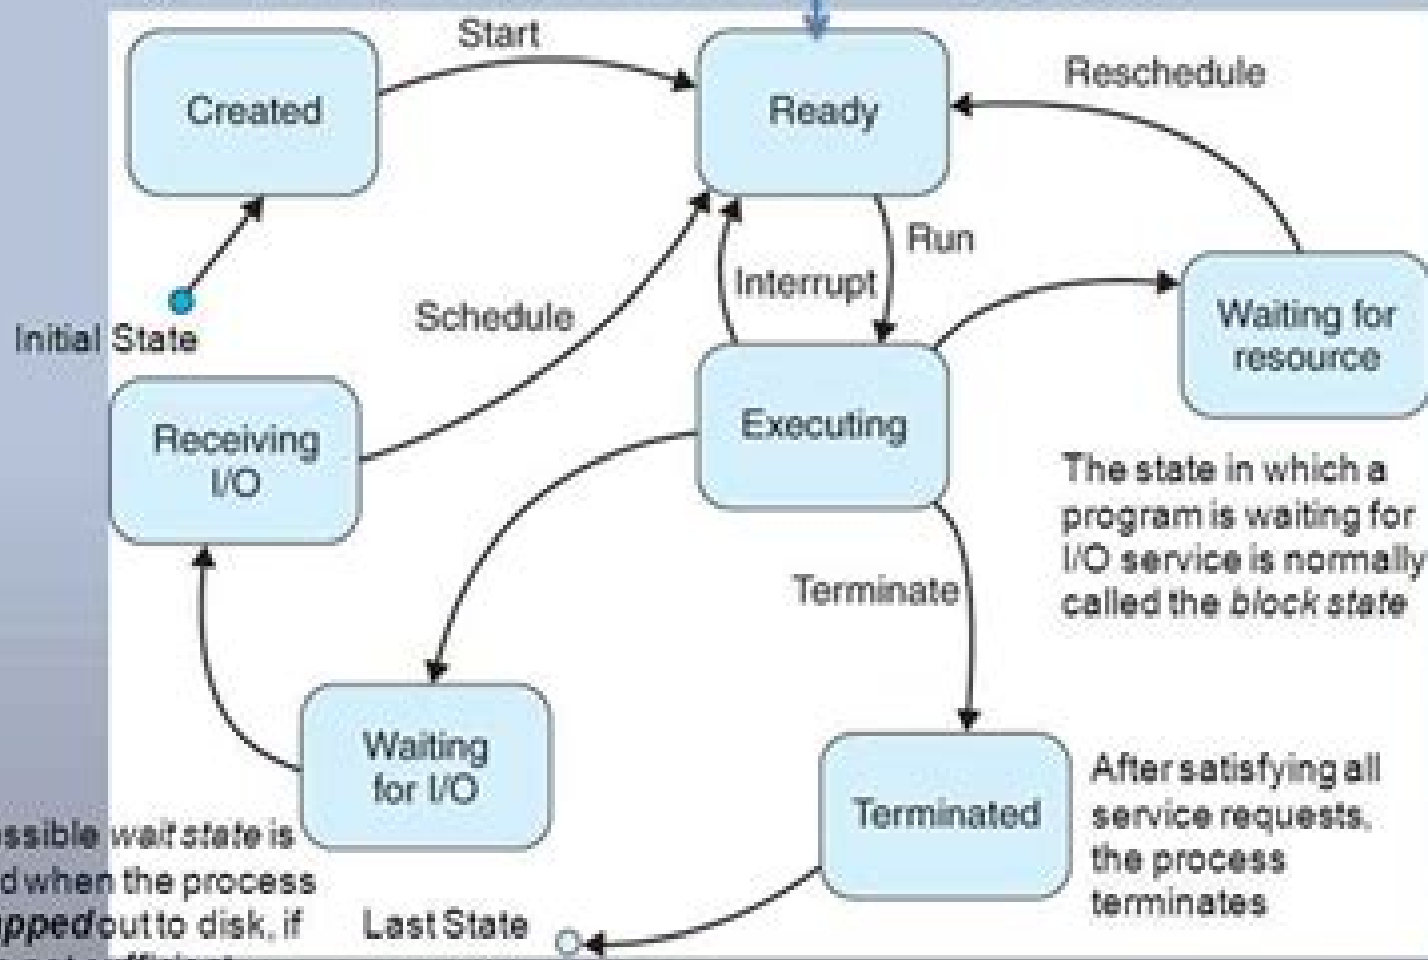 Start
Created
Ready
Reschedule
Run
Interrupt
Initial State
Schedule
Waiting for
resource
Receiving
I/O
Executing
The state in which a
program is waiting for
I/O service is normally
called the block state
Terminate
Waiting
for I/O
Terminated
After satisfying all
service requests,
the process
terminates
wait state is
when the process
out to disk, if
Last State